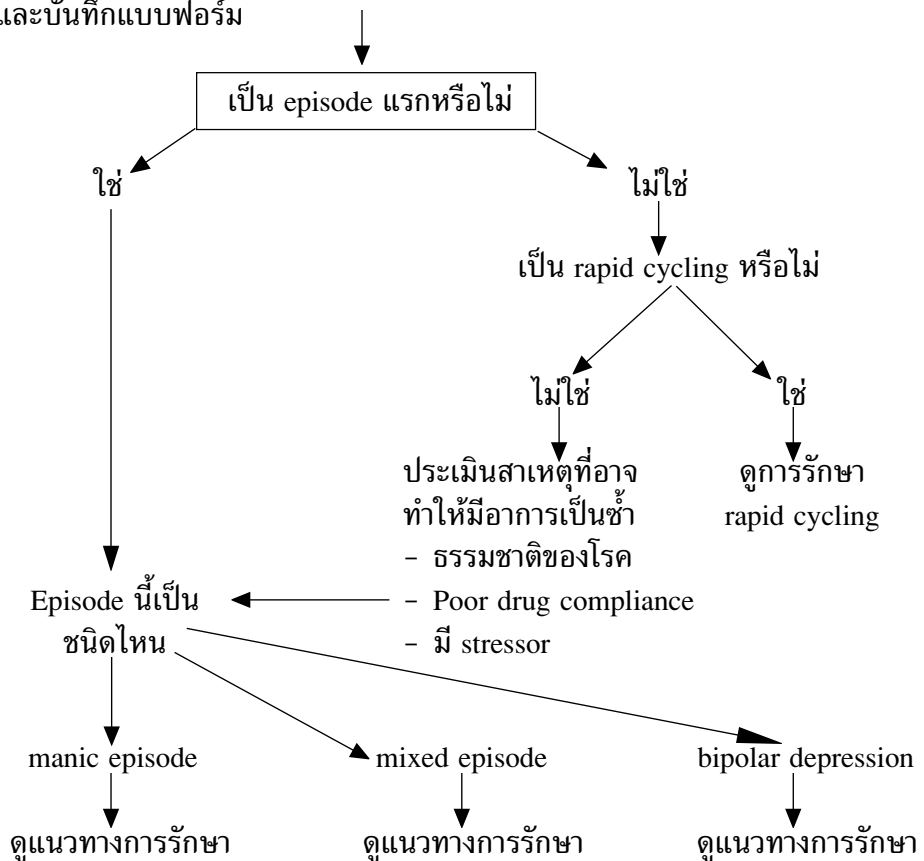 และบันทึกแบบฟอร์ม
เป็น episode แรกหรือไม่
ใช่
ไม่ใช่
เป็น rapid cycling หรือไม่
ไม่ใช่
ใช่
ประเมินสาเหตุที่อาจ
ทำให้มีอาการเป็นซ้ำ
- ธรรมชาติของโรค
- Poor drug compliance
- มี stressor
ดูการรักษา
rapid cycling
Episode นี้เป็น
ชนิดไหน
manic episode
mixed episode
bipolar depression
ดูแนวทางการรักษา
ดูแนวทางการรักษา
ดูแนวทางการรักษา